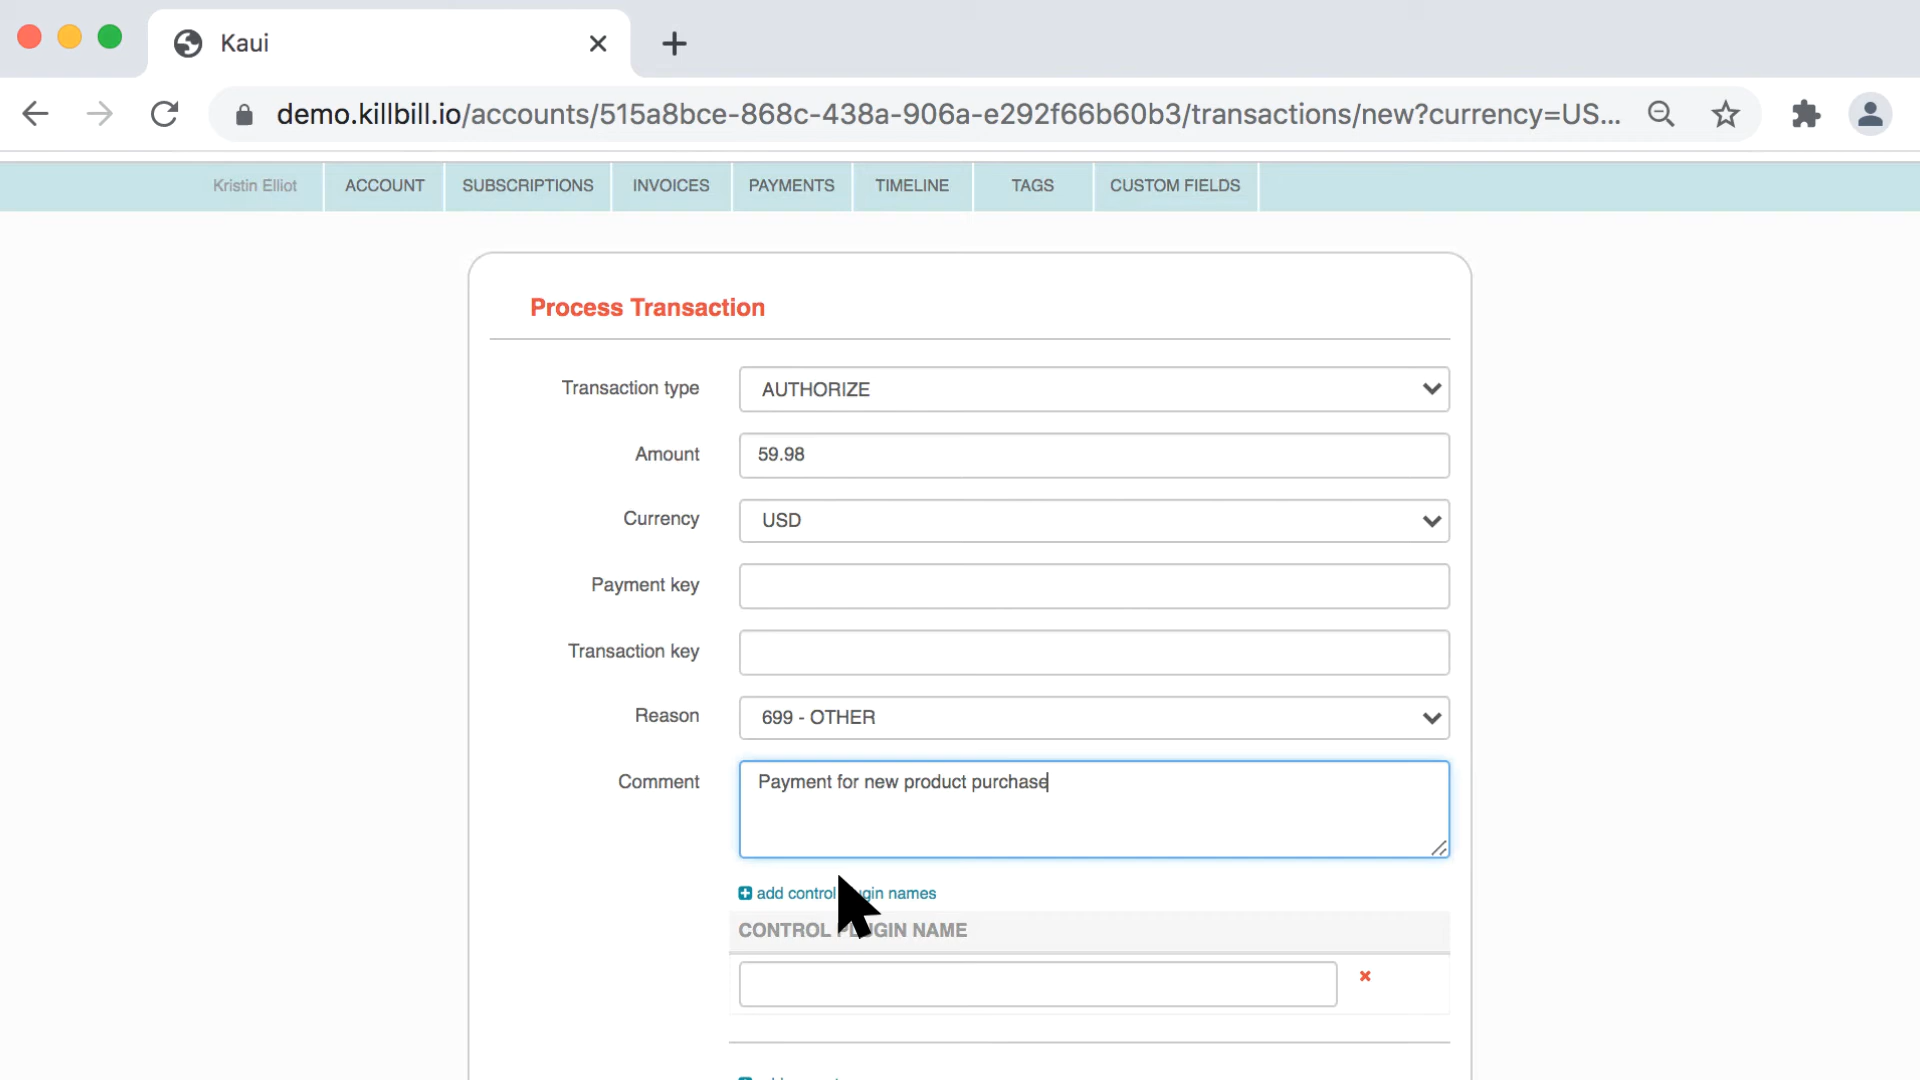 Kaui
demo.killbill.io/accounts/515a8bce-868c-438a-906a-e292f66b60b3/transactions/new?currency=US...
Kristin Elliot ACCOUNT SUBSCRIPTIONS INVOICES PAYMENTS TIMELINE TAGS CUSTOM FIELDS
Process Transaction
Transaction type AUTHORIZE
Amount 59.98
Currency USD
Payment key
Transaction key
Reason 699 - OTHER
Comment Payment for new product purchase
add control names
CONTROL NAME